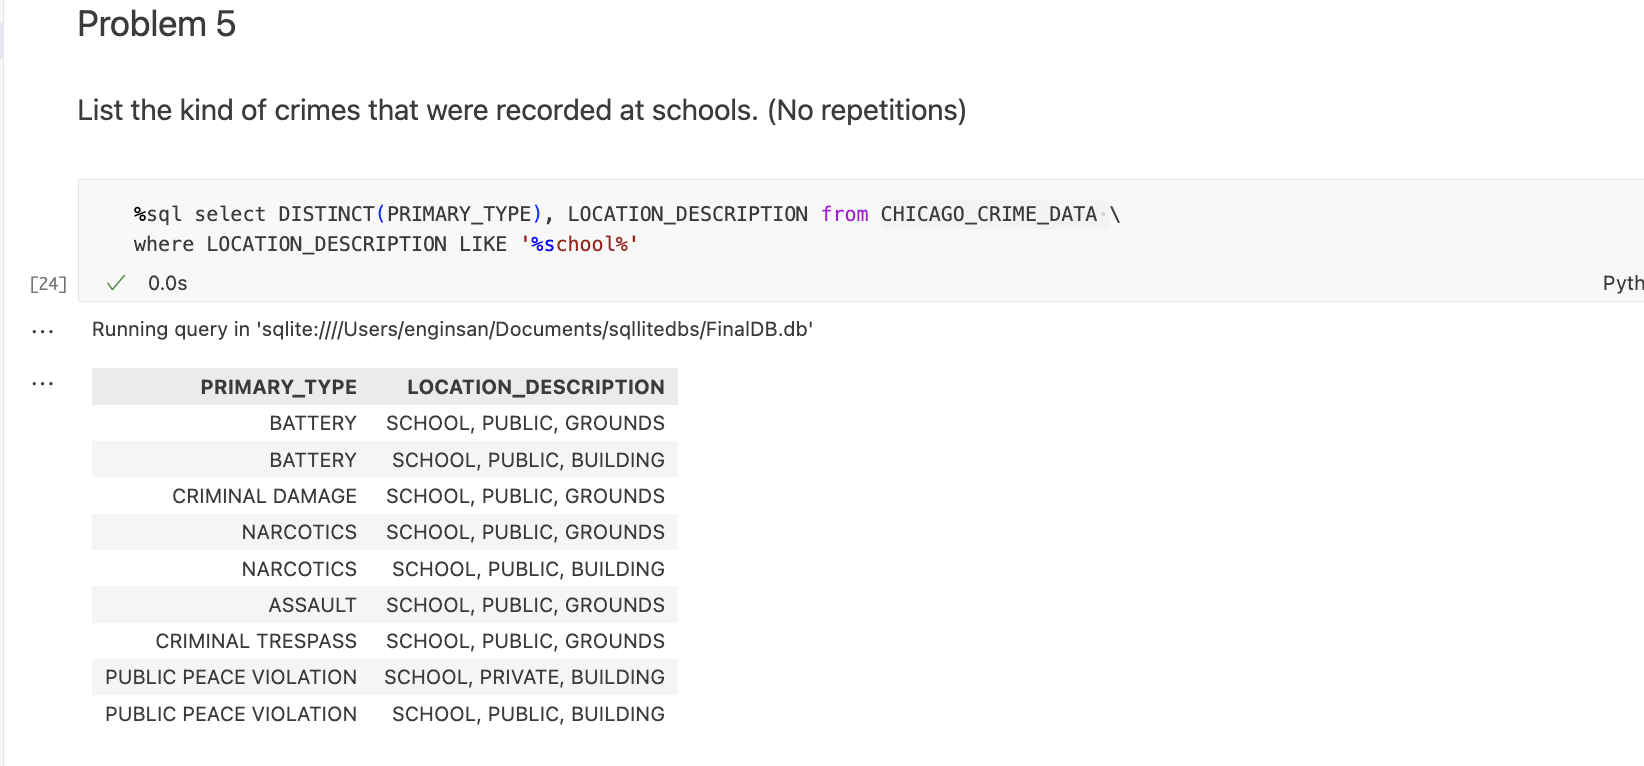 Problem 5
List the kind of crimes that were recorded at schools. (No repetitions)
%sql select DISTINCT(PRIMARY_TYPE), LOCATION_DESCRIPTION from CHICAGO_CRIME_DATA \
where LOCATION_DESCRIPTION LIKE '%school%'
[24] ✓ 0.0s Pyth
... Running query in 'sqlite:////Users/enginsan/Documents/sqllitedbs/FinalDB.db'
... PRIMARY_TYPE LOCATION_DESCRIPTION
BATTERY SCHOOL, PUBLIC, GROUNDS
BATTERY SCHOOL, PUBLIC, BUILDING
CRIMINAL DAMAGE SCHOOL, PUBLIC, GROUNDS
NARCOTICS SCHOOL, PUBLIC, GROUNDS
NARCOTICS SCHOOL, PUBLIC, BUILDING
ASSAULT SCHOOL, PUBLIC, GROUNDS
CRIMINAL TRESPASS SCHOOL, PUBLIC, GROUNDS
PUBLIC PEACE VIOLATION SCHOOL, PRIVATE, BUILDING
PUBLIC PEACE VIOLATION SCHOOL, PUBLIC, BUILDING